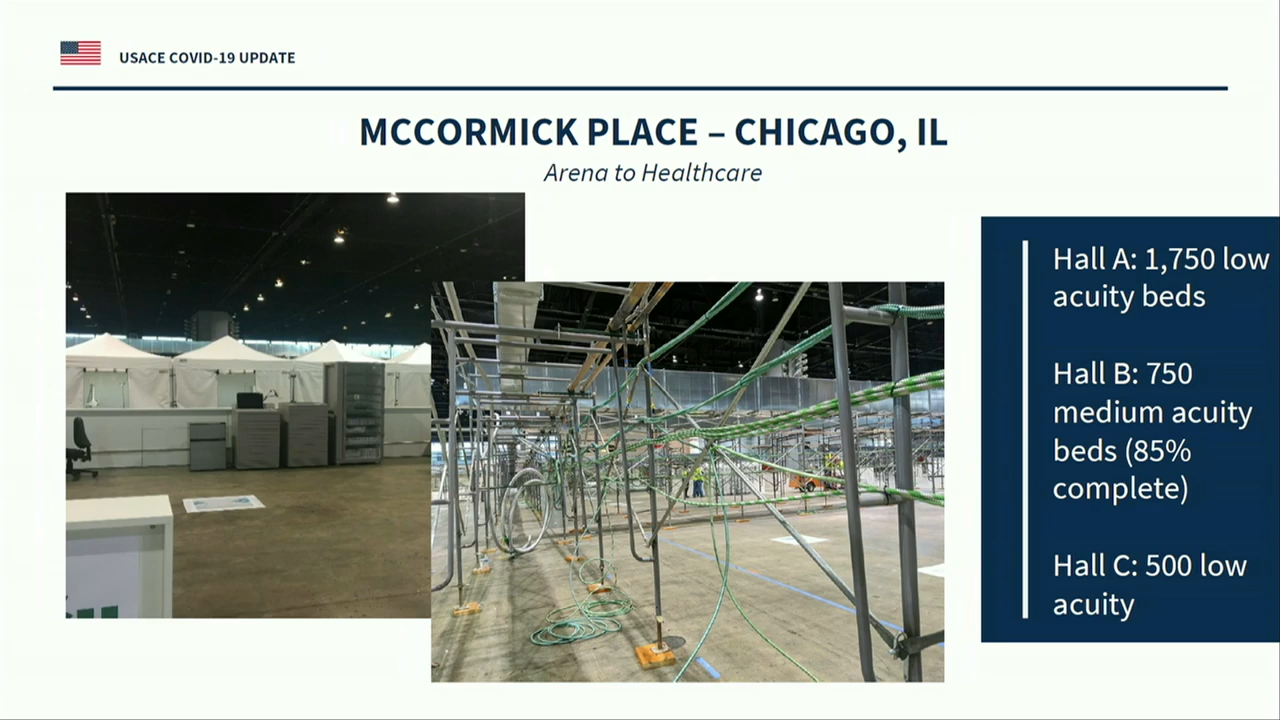 USACE COVID-19 UPDATE
MCCORMICK PLACE – CHICAGO, IL
Arena to Healthcare
Hall A: 1,750 low
acuity beds
Hall B: 750
medium acuity
beds (85%
complete)
Hall C: 500 low
acuity